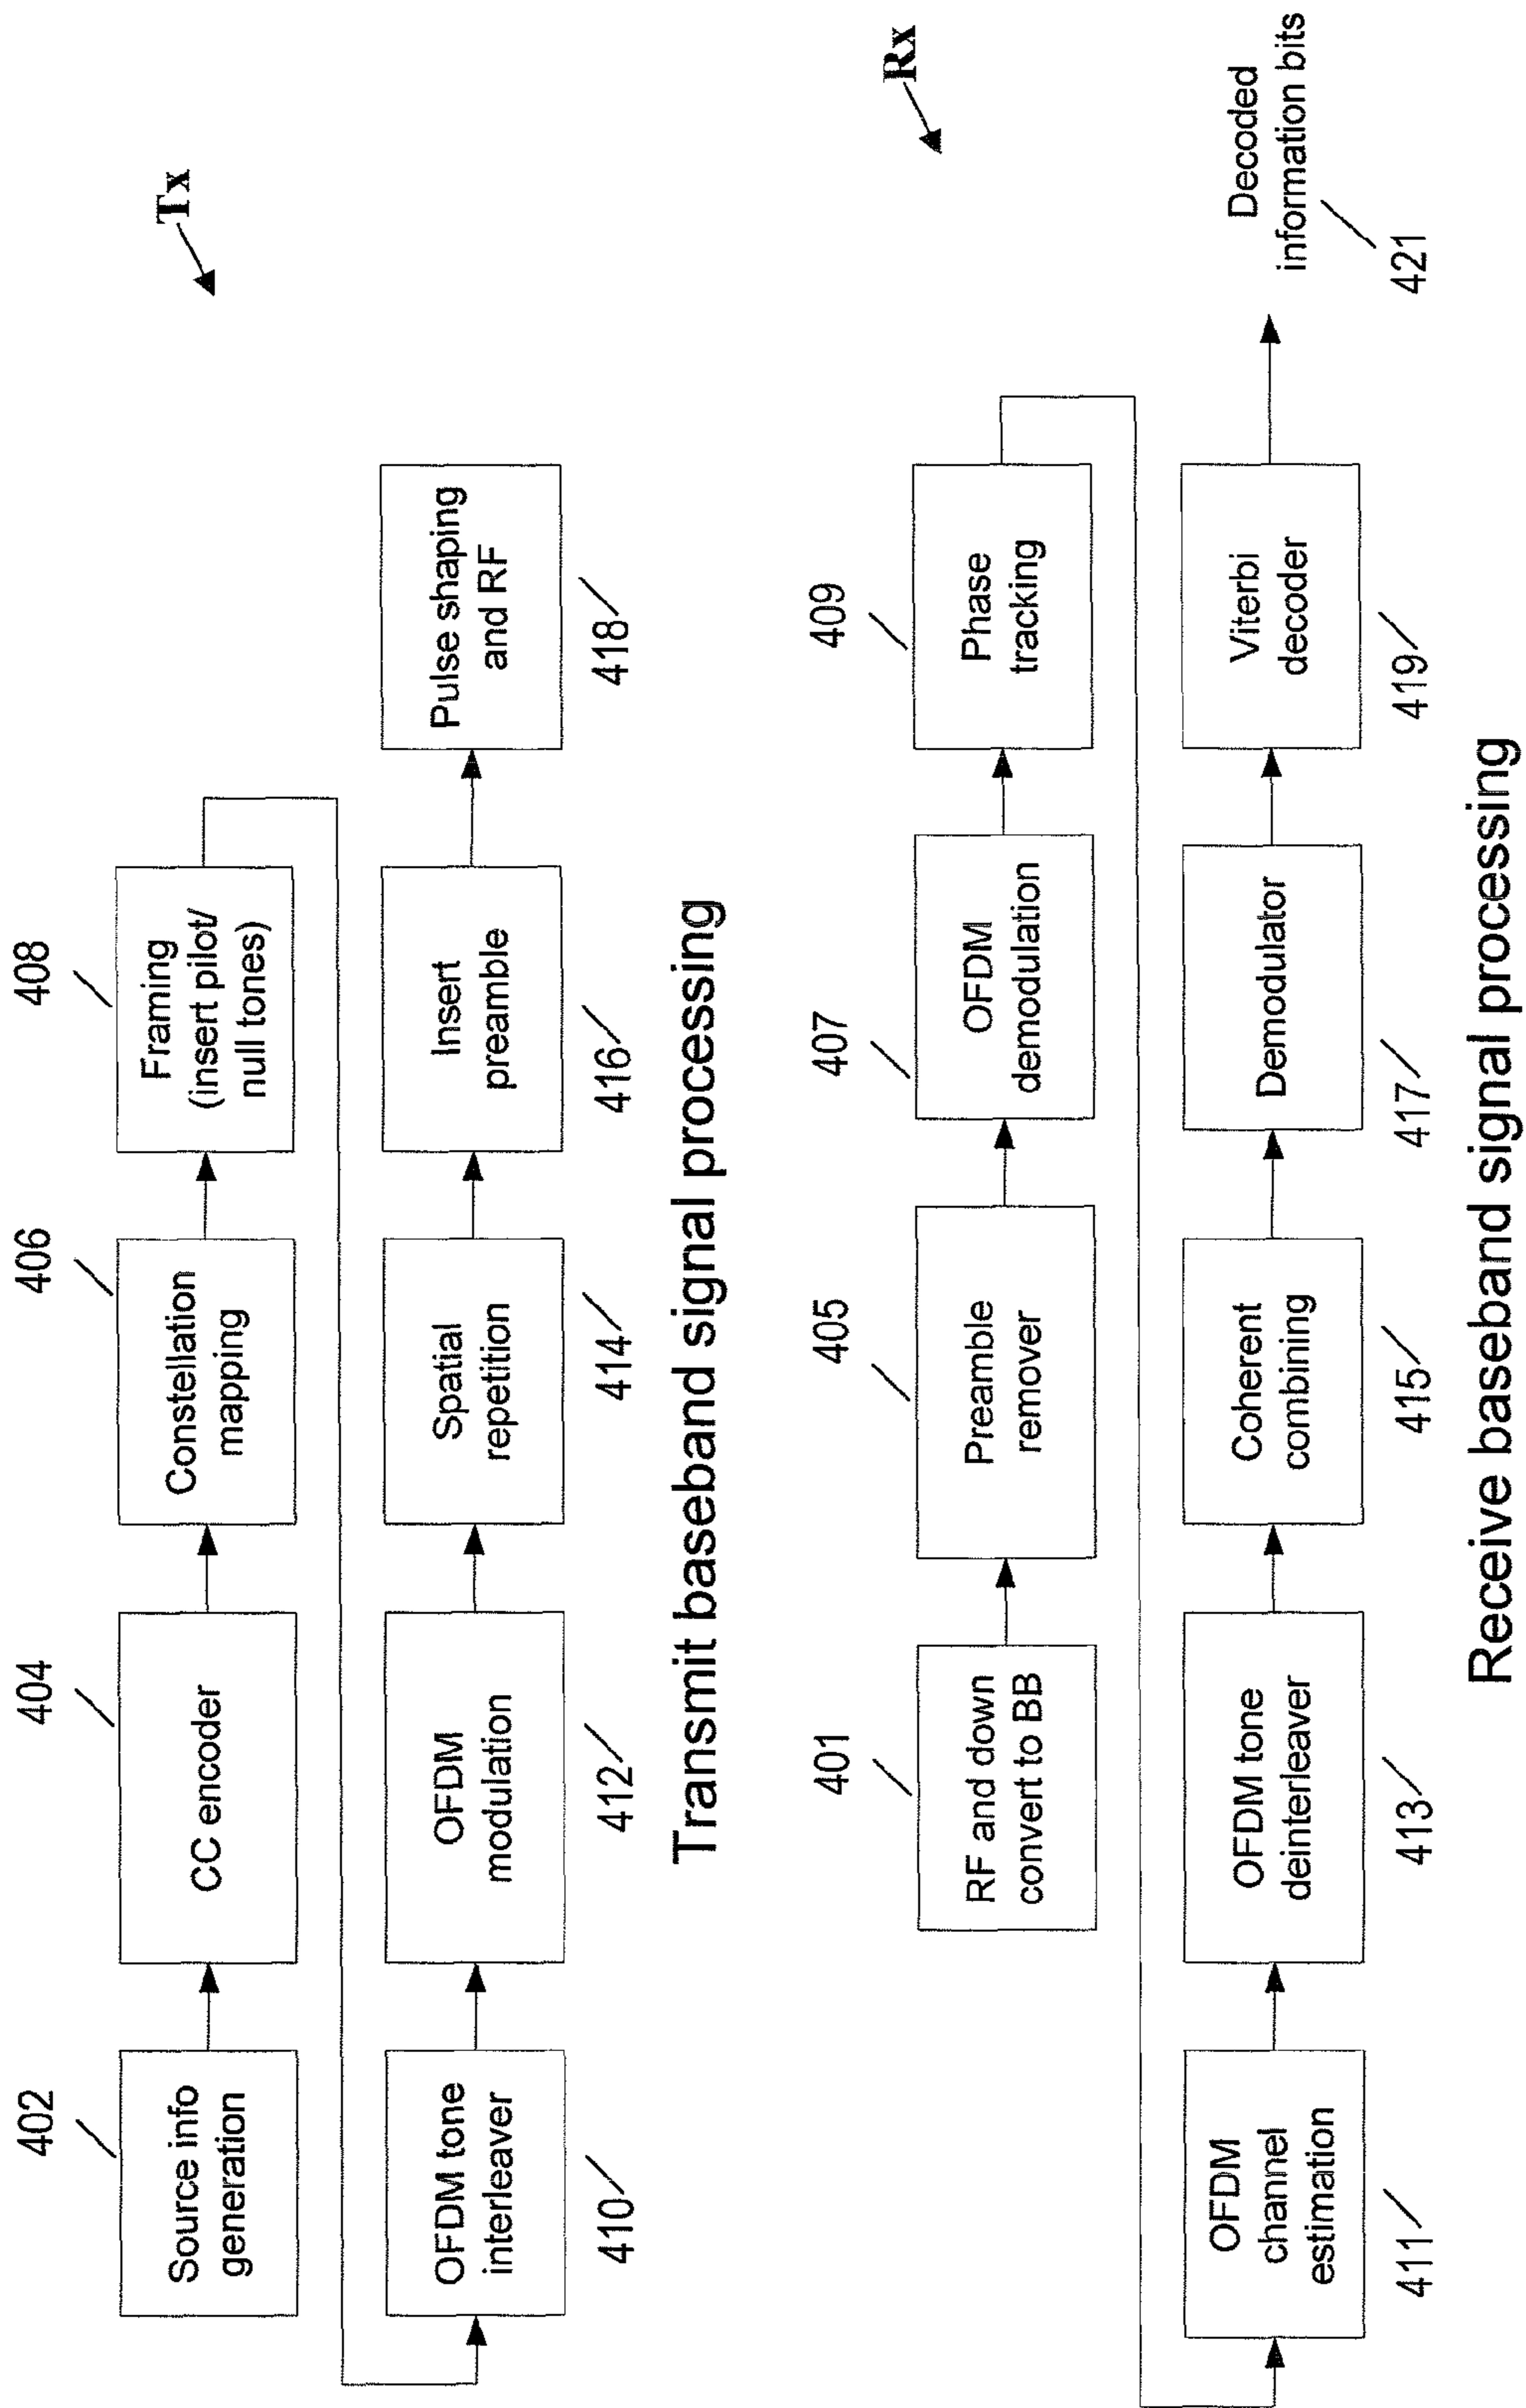 Tx
402
Source info
generation
404
CC encoder
406
Constellation
mapping
408
Framing
(insert pilot/
null tones)
OFDM tone
interleaver
410
OFDM
modulation
412
Spatial
repetition
414
Insert
preamble
416
Pulse shaping
and RF
418
Transmit baseband signal processing
Rx
401
RF and down
convert to BB
405
Preamble
remover
407
OFDM
demodulation
409
Phase
tracking
OFDM
channel
estimation
411
OFDM tone
deinterleaver
413
Coherent
combining
415
Demodulator
417
Viterbi
decoder
419
Decoded
information bits
421
Receive baseband signal processing